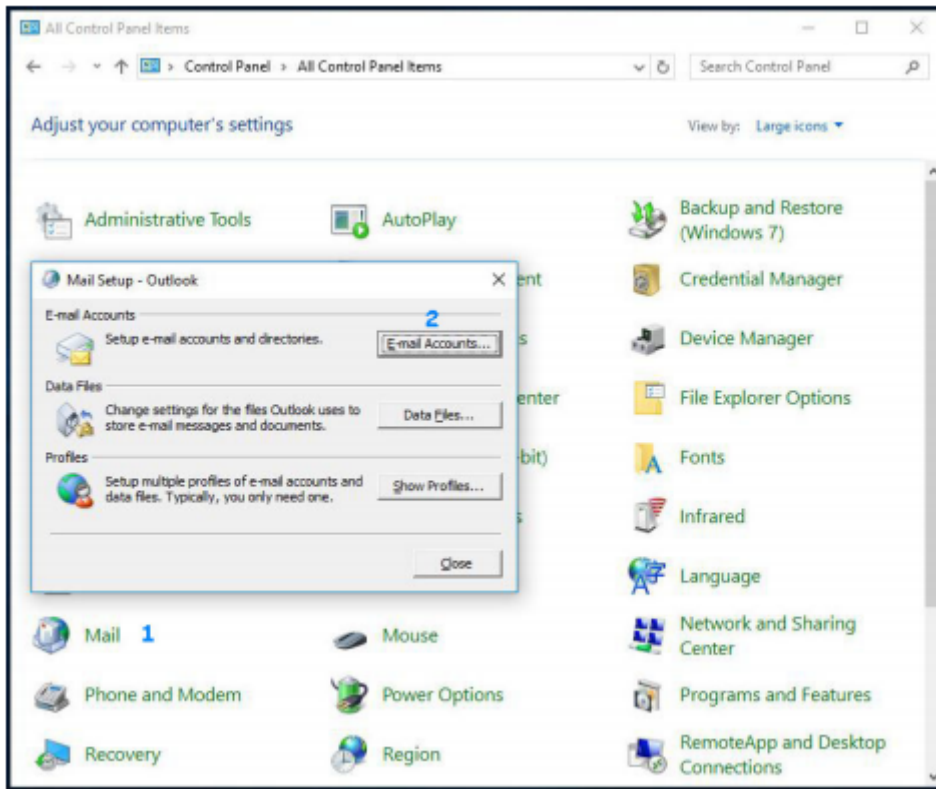 All Control Panel Items
Control Panel > All Control Panel Items
Search Control Panel
Adjust your computer's settings
View by: Large icons
Administrative Tools
AutoPlay
Backup and Restore
(Windows 7)
Mail Setup - Outlook
ent
Credential Manager
E-mail Accounts
2
Setup e-mail accounts and directories.
E-mail Accounts...
s
Device Manager
Data Files
Change settings for the files Outlook uses to
store e-mail messages and documents.
Data Files...
enter
File Explorer Options
Profiles
Setup multiple profiles of e-mail accounts and
data files. Typically, you only need one.
Show Profiles...
-bit)
Fonts
s
Infrared
Close
Language
Mail 1
Mouse
Network and Sharing
Center
Phone and Modem
Power Options
Programs and Features
Recovery
Region
RemoteApp and Desktop
Connections